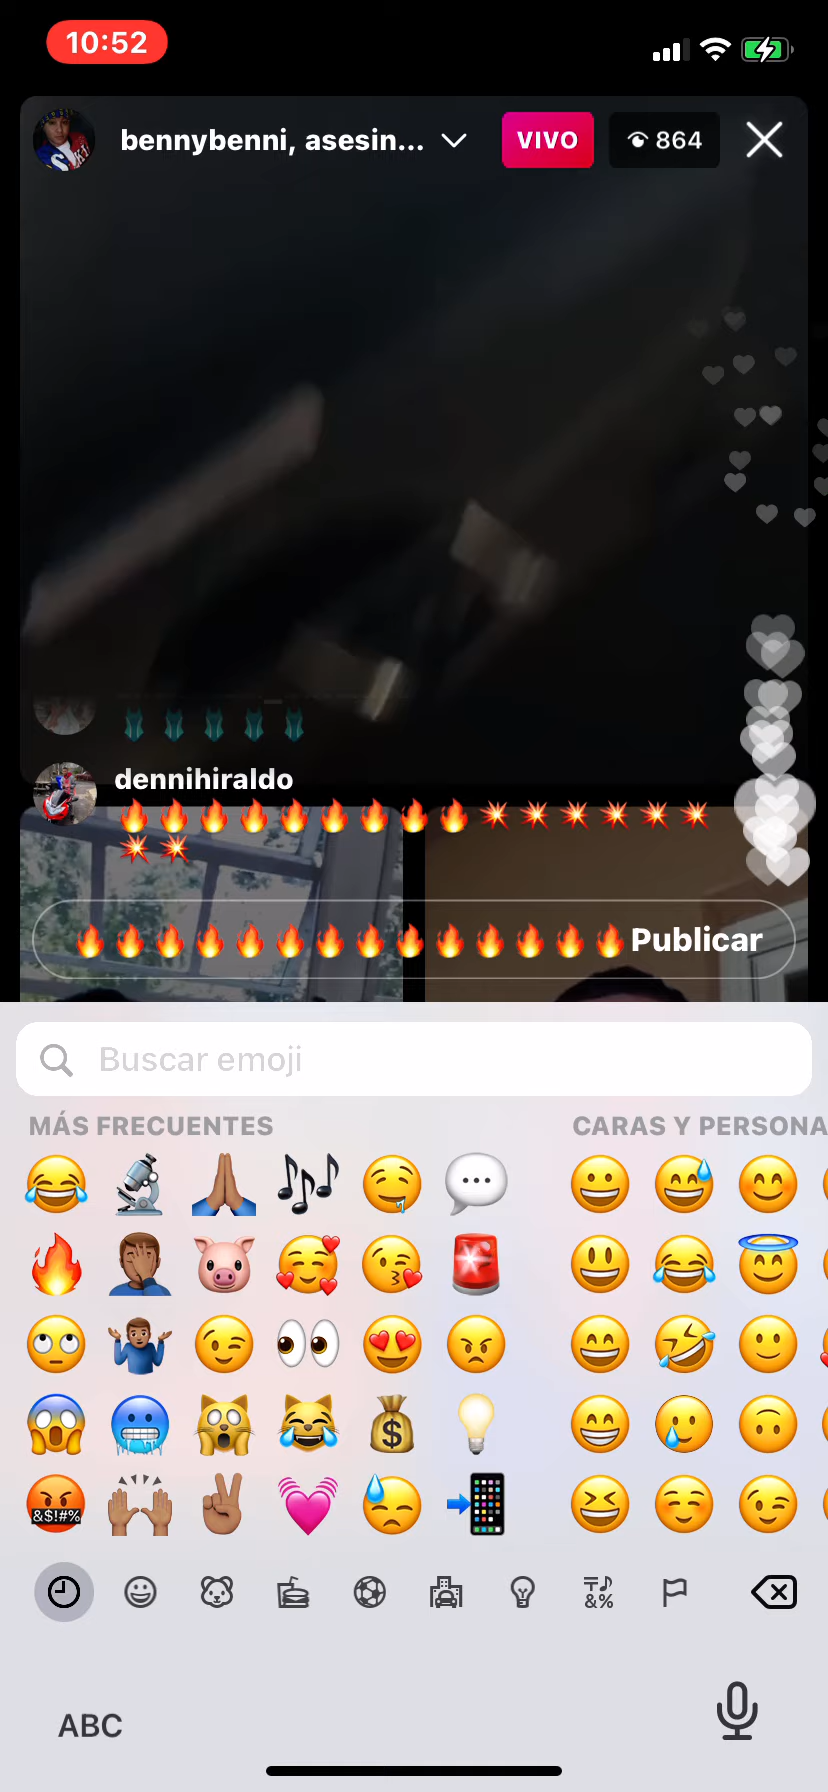 10:52
bennybenni, asesin...
VIVO
864
dennihiraldo
Publicar
Buscar emoji
MÁS FRECUENTES
CARAS Y PERSONA
&$!#%
ABC